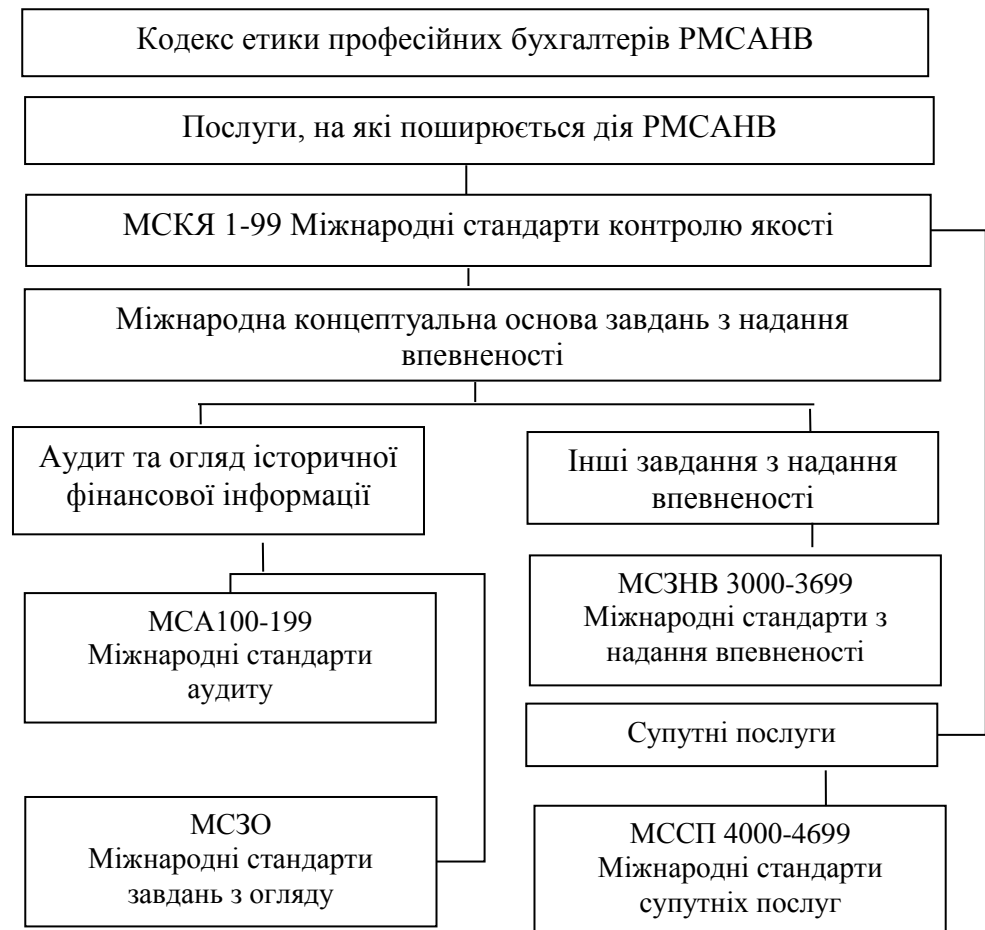 Кодекс етики професійних бухгалтерів РМСАНВ
Послуги, на які поширюється дія РМСАНВ
МСКЯ 1-99 Міжнародні стандарти контролю якості
Міжнародна концептуальна основа завдань з надання
впевненості
Аудит та огляд історичної
фінансової інформації
Інші завдання з надання
впевненості
МСА100-199
Міжнародні стандарти
аудиту
МСЗНВ 3000-3699
Міжнародні стандарти з
надання впевненості
Супутні послуги
МСЗО
Міжнародні стандарти
завдань з огляду
МССП 4000-4699
Міжнародні стандарти
супутніх послуг